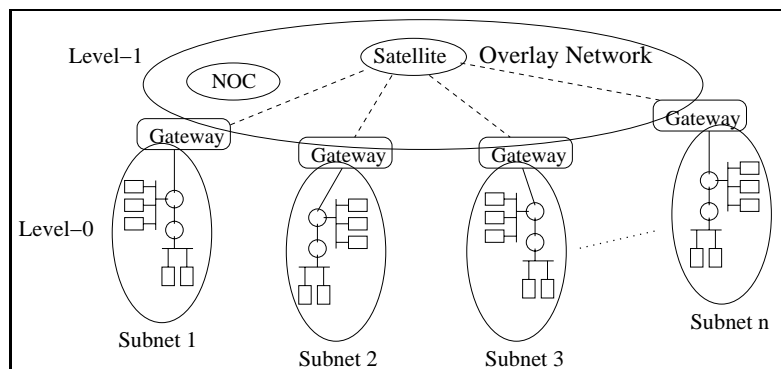 Level–1
Satellite
Overlay Network
NOC
Gateway
Gateway
Gateway
Gateway
Level–0
Subnet 1
Subnet 2
Subnet 3
Subnet n